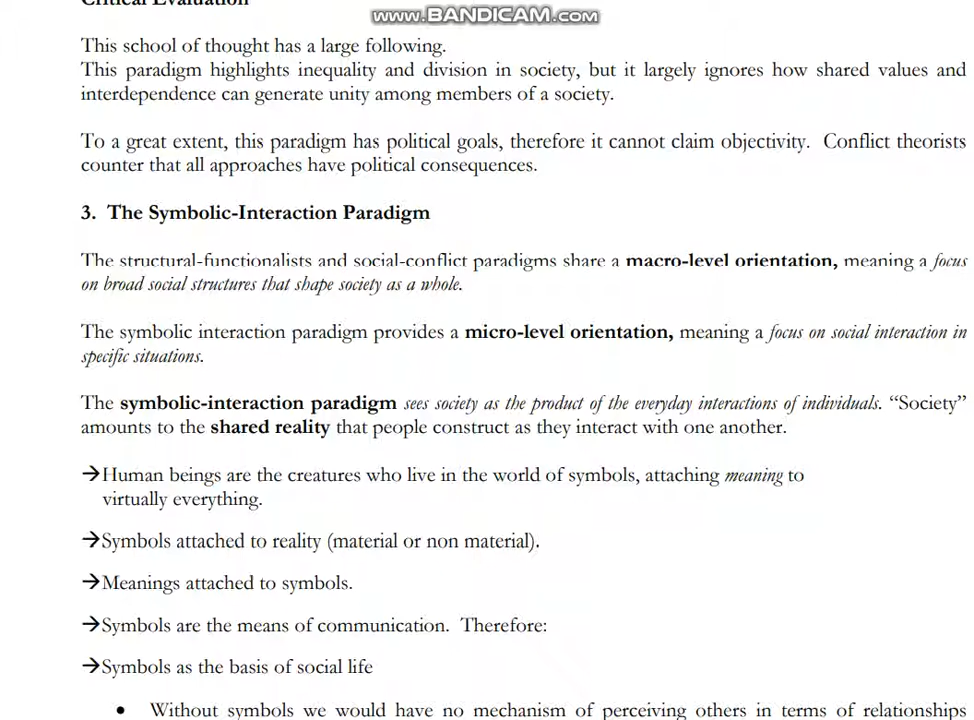 Critical Evaluation
www.BANDICAM.com
This school of thought has a large following.
This paradigm highlights inequality and division in society, but it largely ignores how shared values and
interdependence can generate unity among members of a society.
To a great extent, this paradigm has political goals, therefore it cannot claim objectivity.  Conflict theorists
counter that all approaches have political consequences.
3.  The Symbolic-Interaction Paradigm
The structural-functionalists and social-conflict paradigms share a macro-level orientation, meaning a focus
on broad social structures that shape society as a whole.
The symbolic interaction paradigm provides a micro-level orientation, meaning a focus on social interaction in
specific situations.
The symbolic-interaction paradigm sees society as the product of the everyday interactions of individuals. “Society”
amounts to the shared reality that people construct as they interact with one another.
→Human beings are the creatures who live in the world of symbols, attaching meaning to
virtually everything.
→Symbols attached to reality (material or non material).
→Meanings attached to symbols.
→Symbols are the means of communication.  Therefore:
→Symbols as the basis of social life
• Without symbols we would have no mechanism of perceiving others in terms of relationships